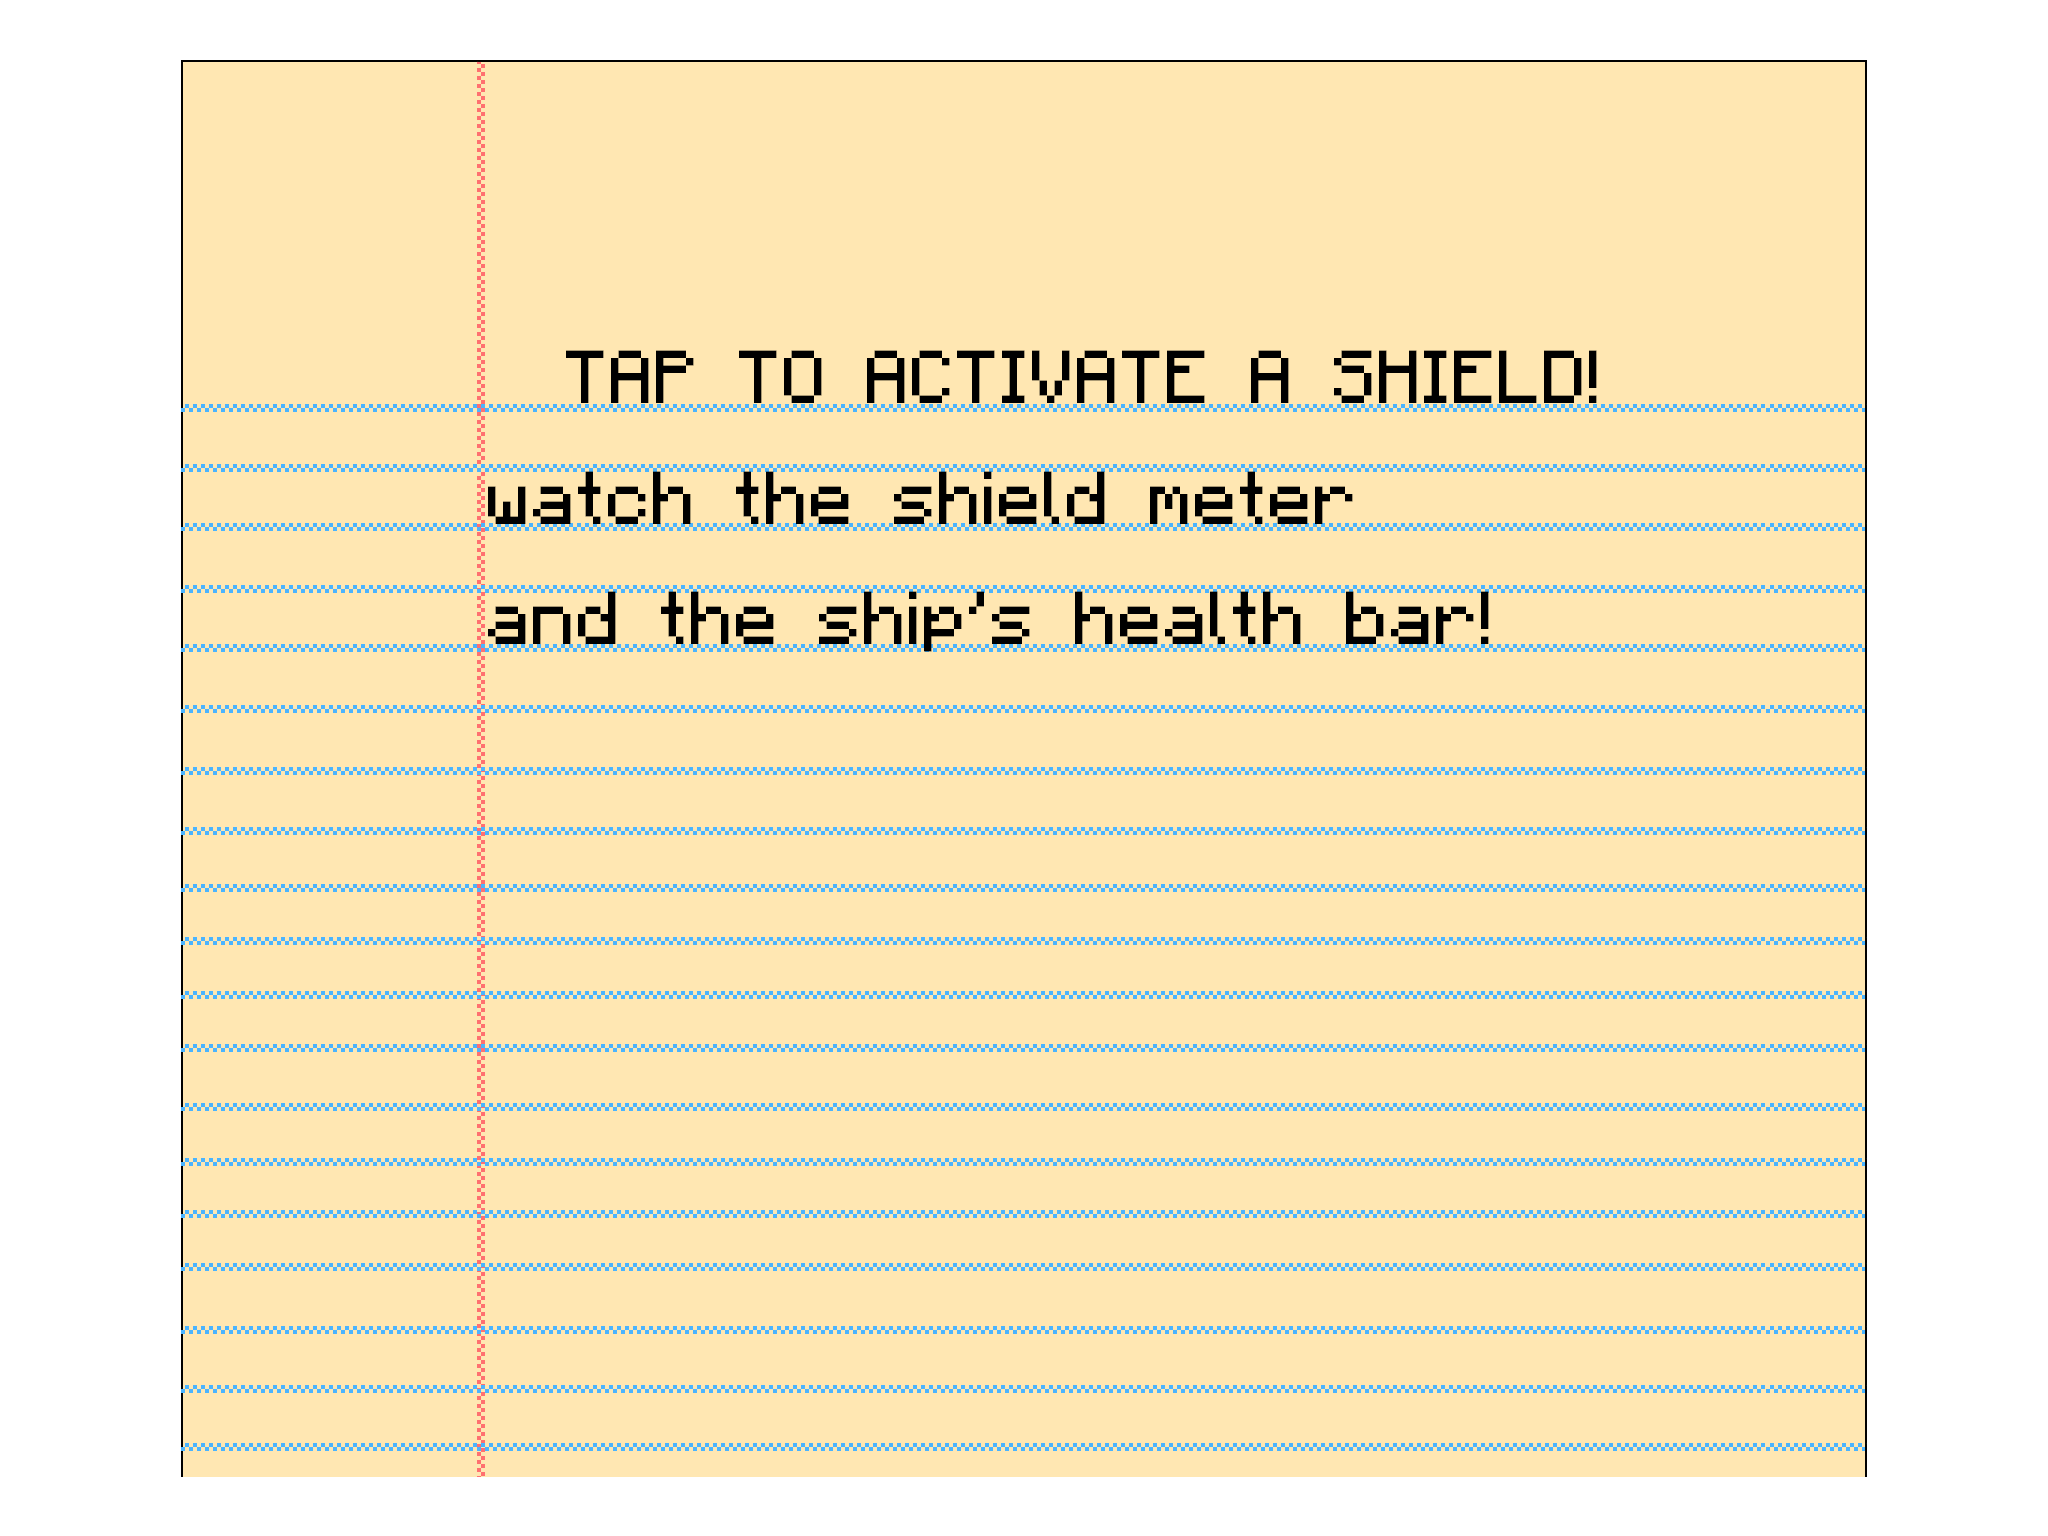 TAP TO ACTIVATE A SHIELD!
watch the shield meter
and the ship's health bar!